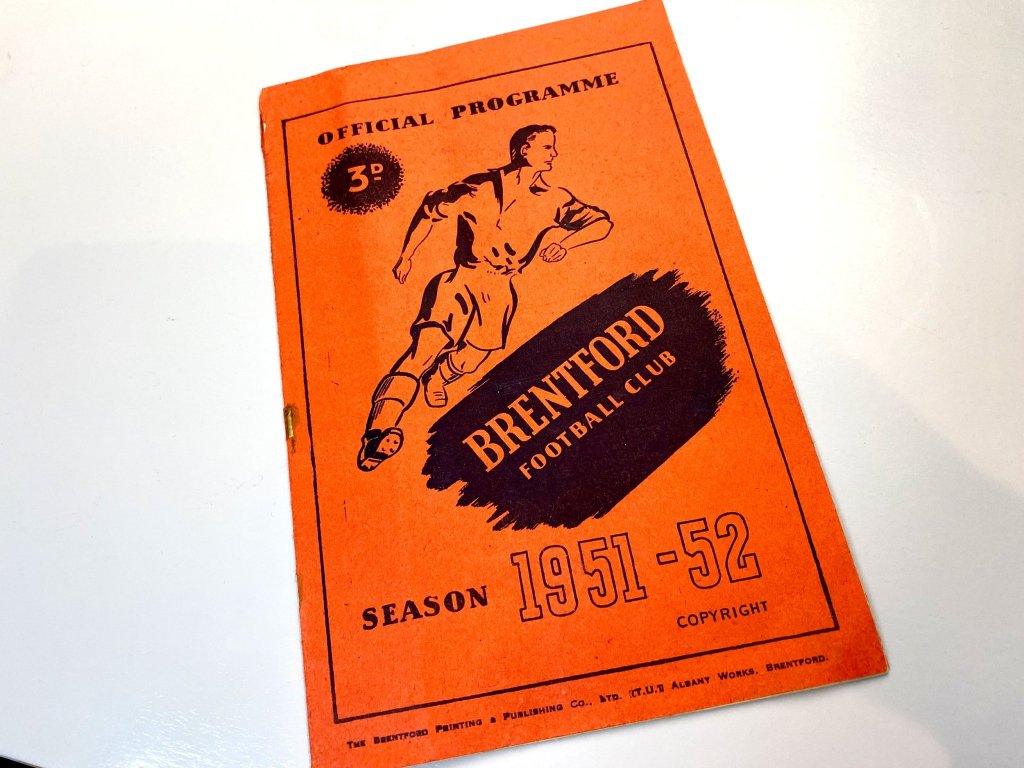 OFFICIAL PROGRAMME
3D-
BRENTFORD
FOOTBALL CLUB
SEASON 1951-52
COPYRIGHT
THE BRENTFORD PRINTING & PUBLISHING CO., LTD. (T.U.) ALBANY WORKS, BRENTFORD.